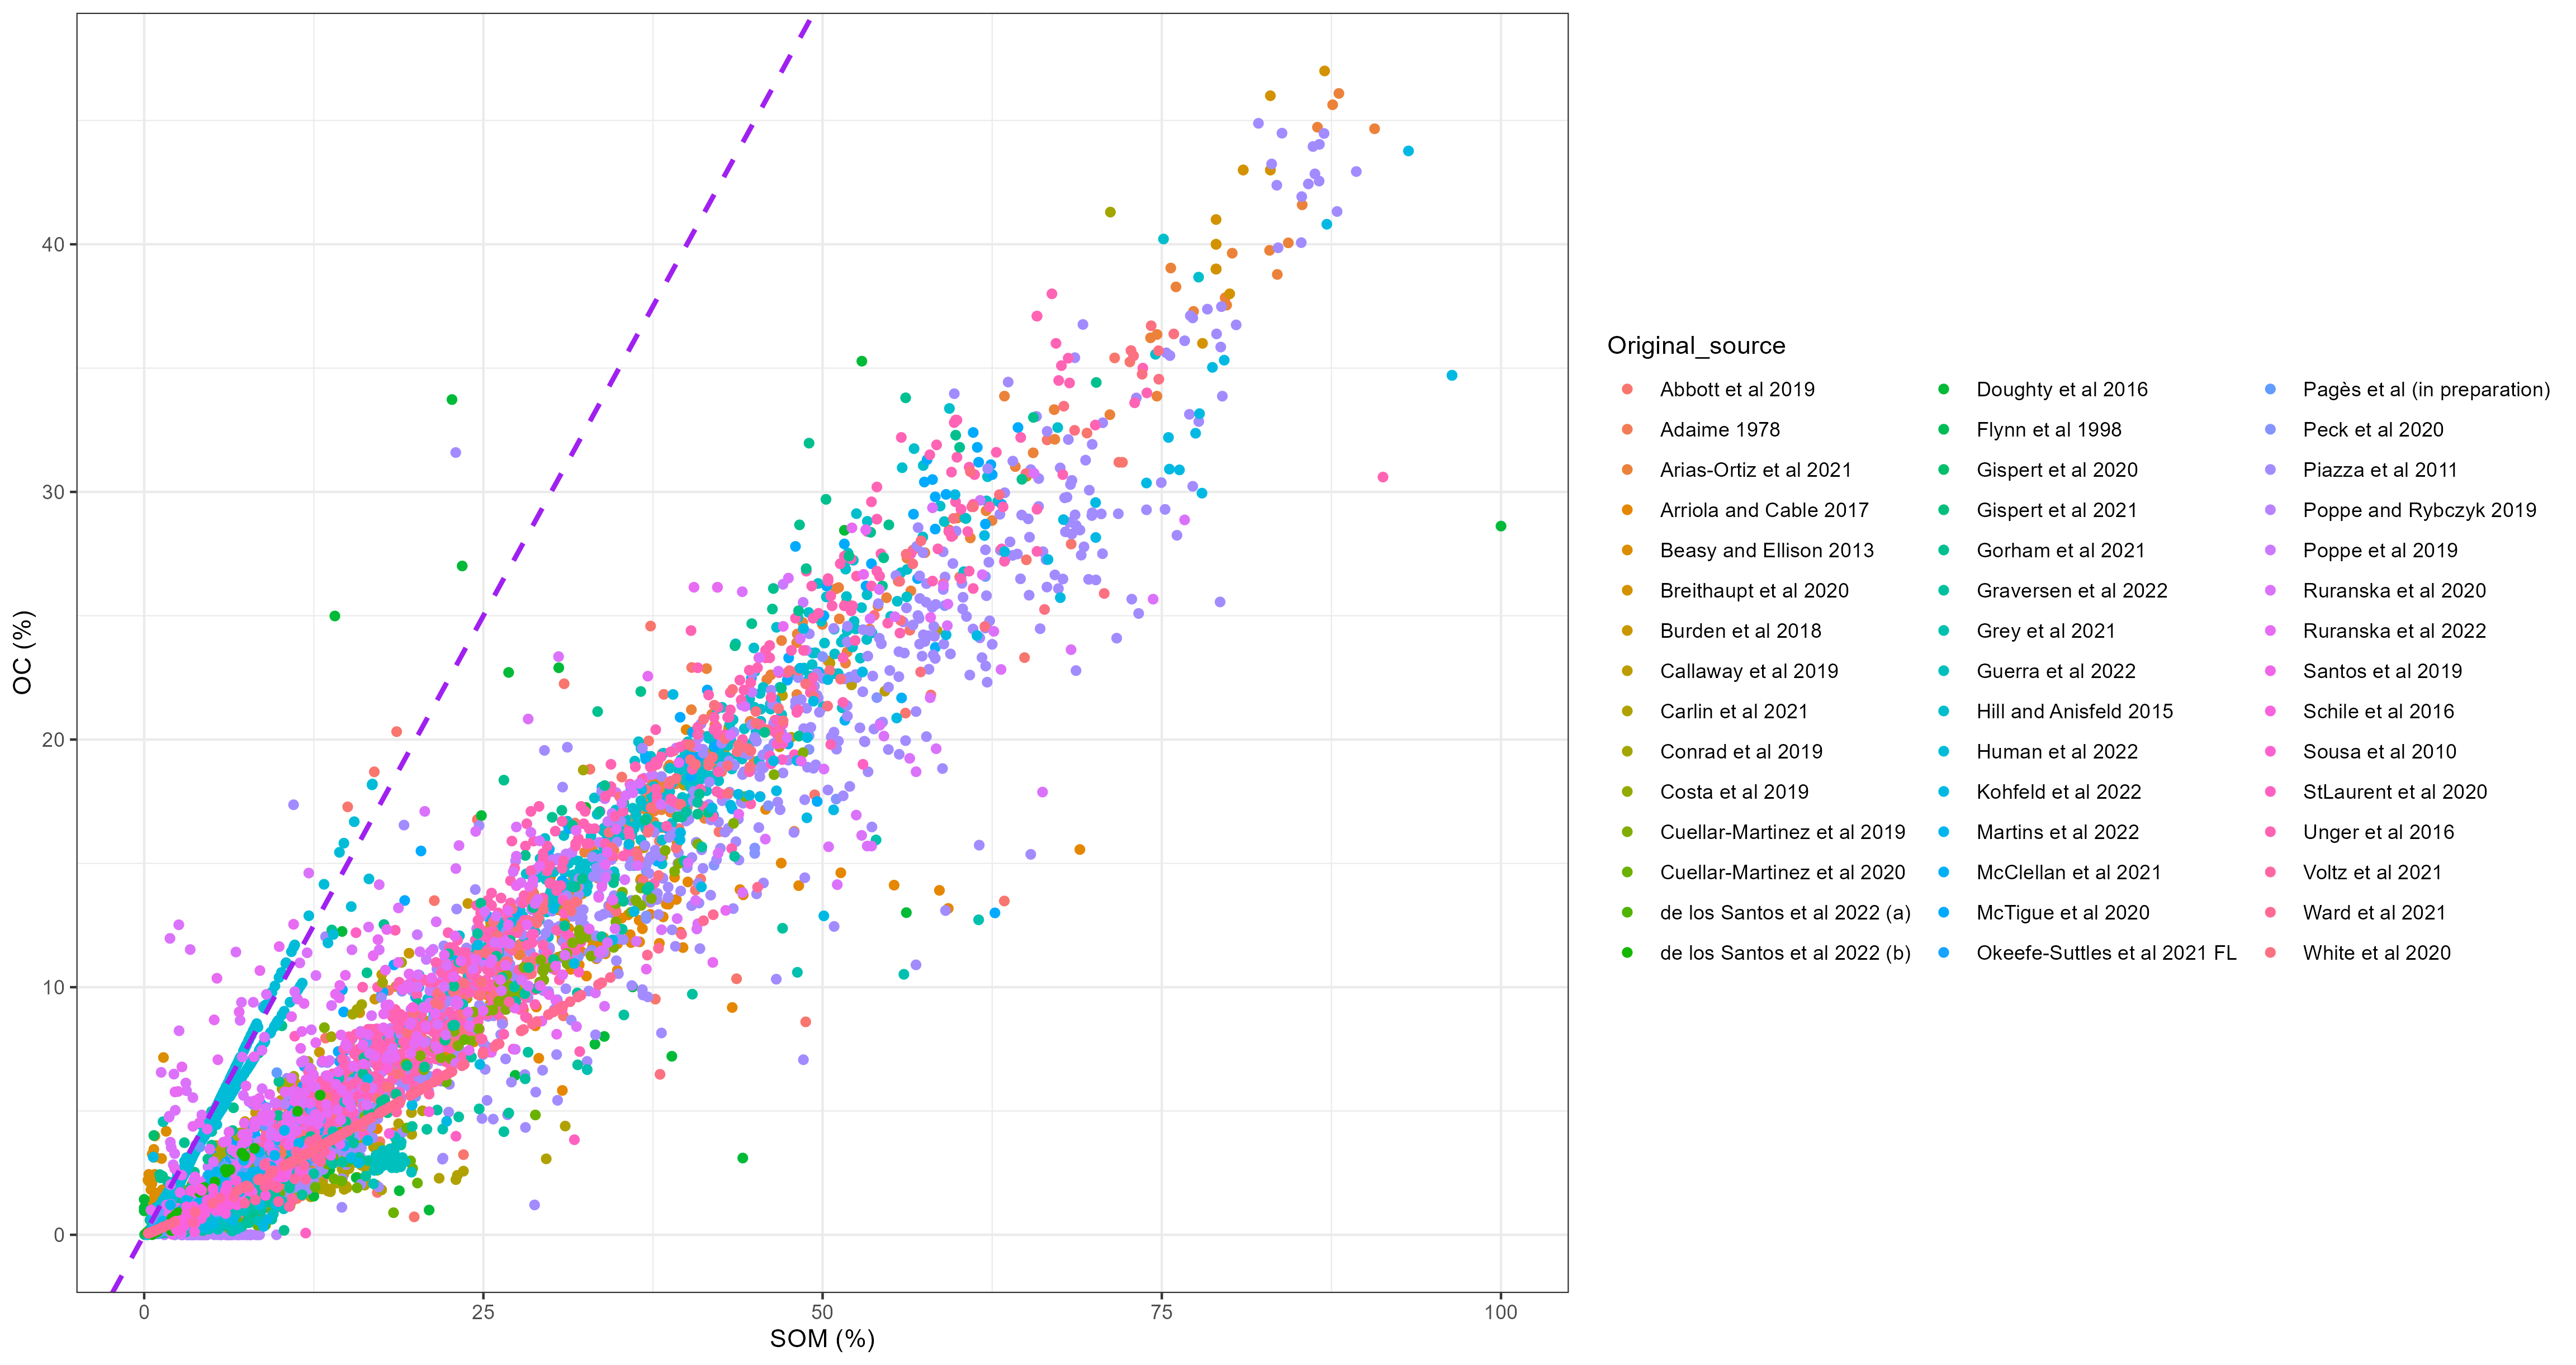 OC (%)
40
30
20
10
0
0 25 50 75 100
SOM (%)
Original_source
Abbott et al 2019
Adaime 1978
Arias-Ortiz et al 2021
Arriola and Cable 2017
Beasy and Ellison 2013
Breithaupt et al 2020
Burden et al 2018
Callaway et al 2019
Carlin et al 2021
Conrad et al 2019
Costa et al 2019
Cuellar-Martinez et al 2019
Cuellar-Martinez et al 2020
de los Santos et al 2022 (a)
de los Santos et al 2022 (b)
Doughty et al 2016
Flynn et al 1998
Gispert et al 2020
Gispert et al 2021
Gorham et al 2021
Graversen et al 2022
Grey et al 2021
Guerra et al 2022
Hill and Anisfeld 2015
Human et al 2022
Kohfeld et al 2022
Martins et al 2022
McClellan et al 2021
McTigue et al 2020
Okeefe-Suttles et al 2021 FL
Pagès et al (in preparation)
Peck et al 2020
Piazza et al 2011
Poppe and Rybczyk 2019
Poppe et al 2019
Ruranska et al 2020
Ruranska et al 2022
Santos et al 2019
Schile et al 2016
Sousa et al 2010
StLaurent et al 2020
Unger et al 2016
Voltz et al 2021
Ward et al 2021
White et al 2020